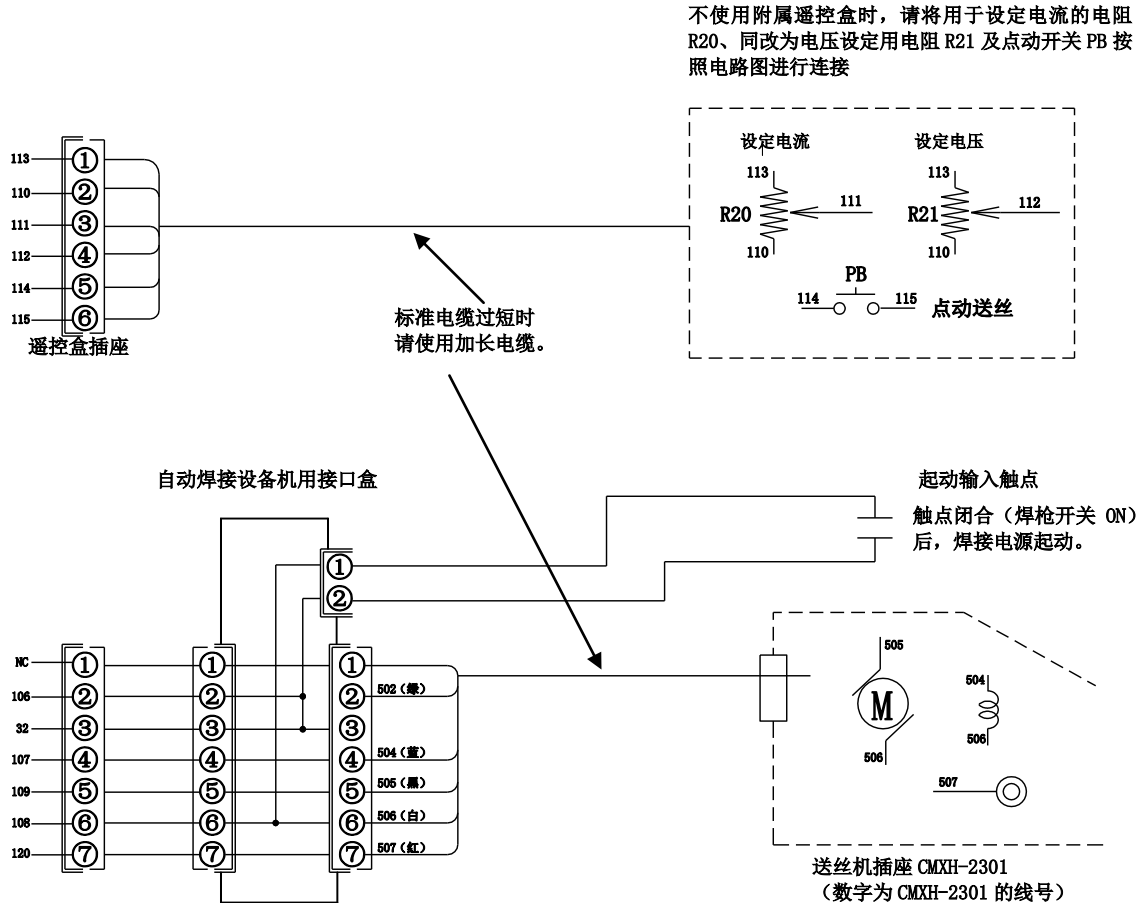 不使用附属遥控盒时，请将用于设定电流的电阻
R20、同改为电压设定用电阻 R21 及点动开关 PB 按
照电路图进行连接
设定电流
设定电压
113
113
R20
111
R21
112
110
110
PB
114
115
点动送丝
113
①
110
②
111
③
112
④
114
⑤
115
⑥
遥控盒插座
标准电缆过短时
请使用加长电缆。
自动焊接设备机用接口盒
起动输入触点
触点闭合（焊枪开关 ON）
后，焊接电源起动。
①
②
NC
①
①
①
106
②
②
②
502（绿）
32
③
③
③
107
④
④
④
504（蓝）
109
⑤
⑤
⑤
505（黑）
108
⑥
⑥
⑥
506（白）
120
⑦
⑦
⑦
507（红）
505
M
506
504
506
507
送丝机插座 CMXH-2301
（数字为 CMXH-2301 的线号）